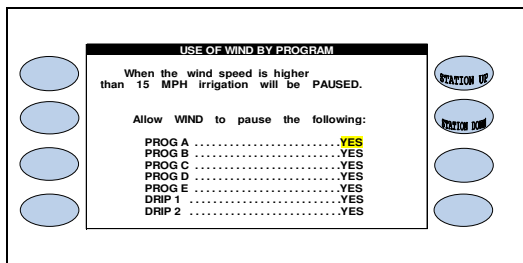 USE OF WIND BY PROGRAM
When the wind speed is higher
than 15 MPH irrigation will be PAUSED.
Allow WIND to pause the following:
PROG A ........................YES
PROG B ........................YES
PROG C ........................YES
PROG D ........................YES
PROG E ........................YES
DRIP 1 .........................YES
DRIP 2 .........................YES
STATION UP
STATION DOWN